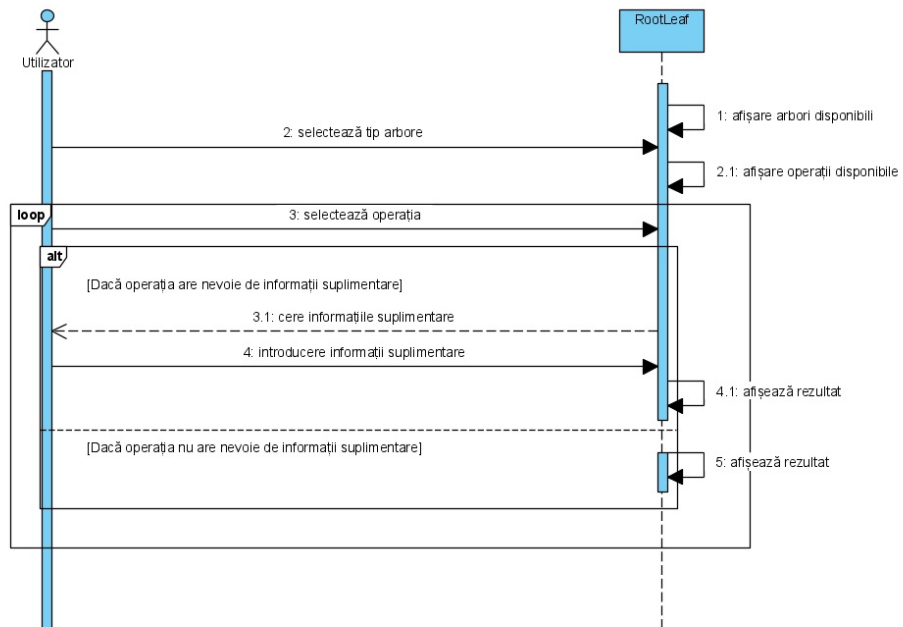 RootLeaf
Utilizator
1: afișare arbori disponibili
2: selectează tip arbore
2.1: afișare operații disponibile
loop
3: selectează operația
alt
[Dacă operația are nevoie de informații suplimentare]
3.1: cere informațiile suplimentare
4: introducere informații suplimentare
4.1: afișează rezultat
[Dacă operația nu are nevoie de informații suplimentare]
5: afișează rezultat